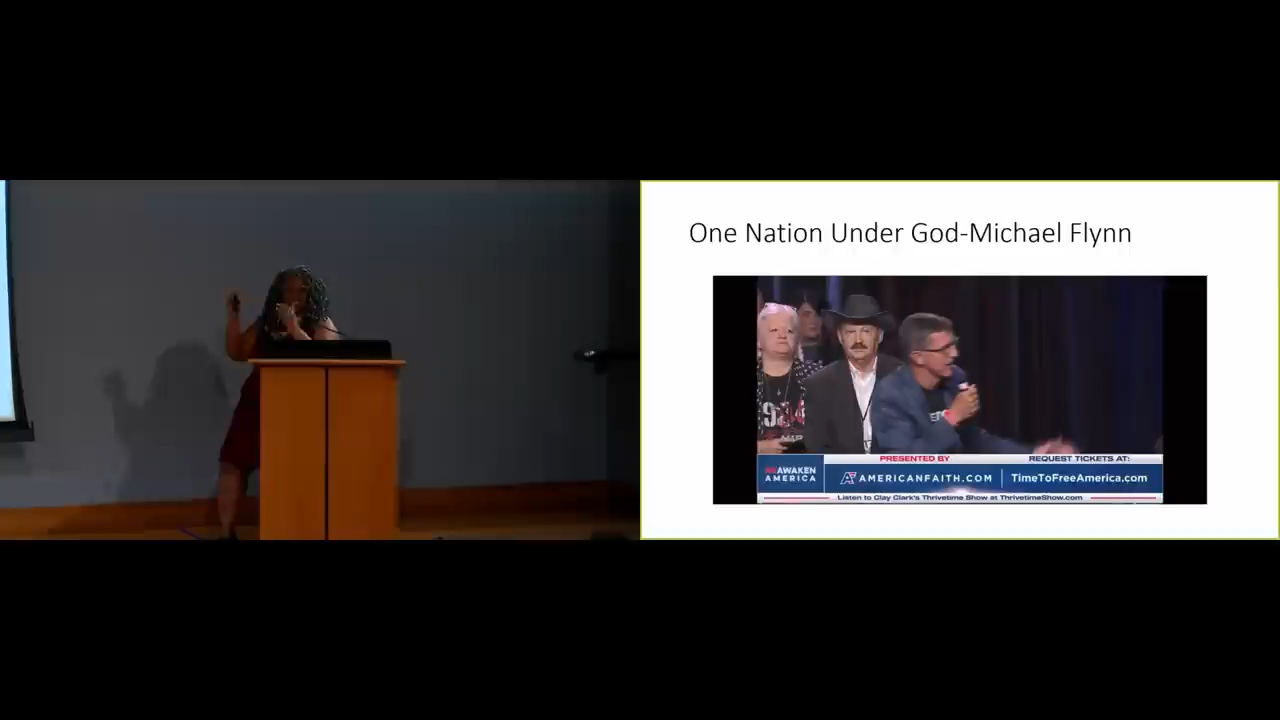 One Nation Under God-Michael Flynn
PRESENTED BY
REQUEST TICKETS AT:
REAWAKEN
AMERICA
AMERICANFAITH.COM
TimeToFreeAmerica.com
Listen to Clay Clark's Thrivetime Show at ThrivetimeShow.com